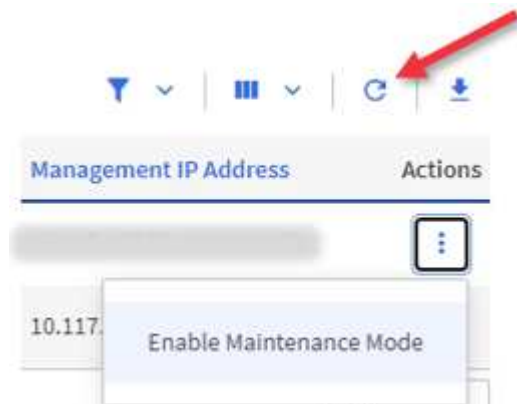 Management IP Address Actions
10.117.
Enable Maintenance Mode